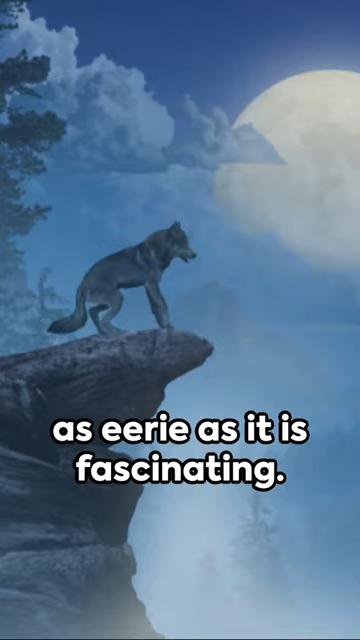 as eerie as it is
fascinating.